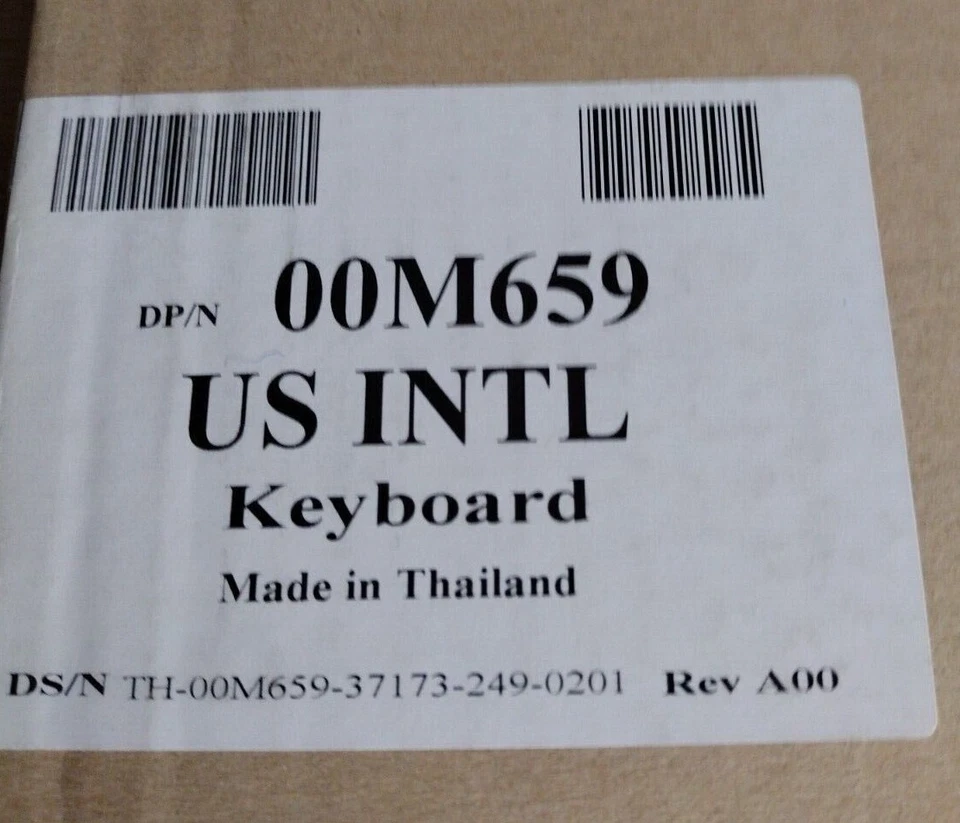 DP/N 00M659
US INTL
Keyboard
Made in Thailand
DS/N TH-00M659-37173-249-0201 Rev A00